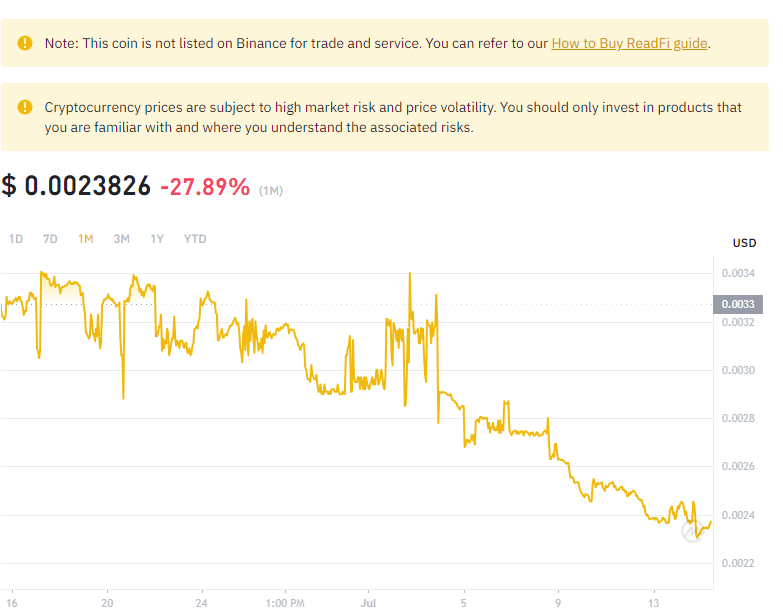 Note: This coin is not listed on Binance for trade and service. You can refer to our How to Buy ReadFi guide.
Cryptocurrency prices are subject to high market risk and price volatility. You should only invest in products that
you are familiar with and where you understand the associated risks.
$ 0.0023826 -27.89% (1M)
1D 7D 1M 3M 1Y YTD
USD
0.0034
0.0033
0.0032
0.0030
0.0028
0.0026
0.0024
0.0022
16 20 24 1:00 PM Jul 5 9 13